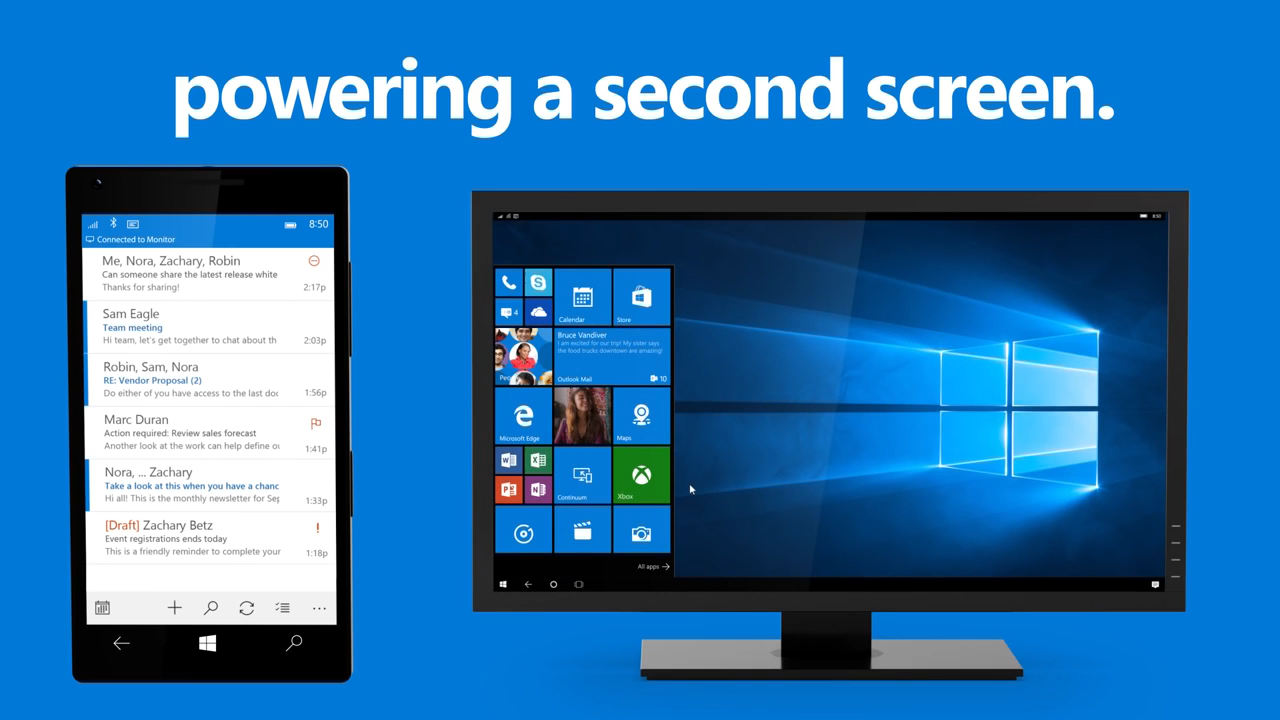 powering a second screen.
8:50
Connected to Monitor
Me, Nora, Zachary, Robin
Can someone share the latest release white
Thanks for sharing!
2:17p
Sam Eagle
Team meeting
Hi team, let's get together to chat about th
2:03p
Robin, Sam, Nora
RE: Vendor Proposal (2)
Do either of you have access to the last doc
1:56p
Marc Duran
Action required: Review sales forecast
Another look at the work can help define ou
1:41p
Nora, ... Zachary
Take a look at this when you have a chanc
Hi all! This is the monthly newsletter for Sep
1:33p
[Draft] Zachary Betz
!
Event registrations ends today
This is a friendly reminder to complete your
1:18p
8:50
4
Calendar
Store
Peo
Bruce Vandiver
I am excited for our trip! My sister says
the food trucks downtown are amazing!
Outlook Mail
10
Microsoft Edge
Maps
Continuum
Xbox
All apps